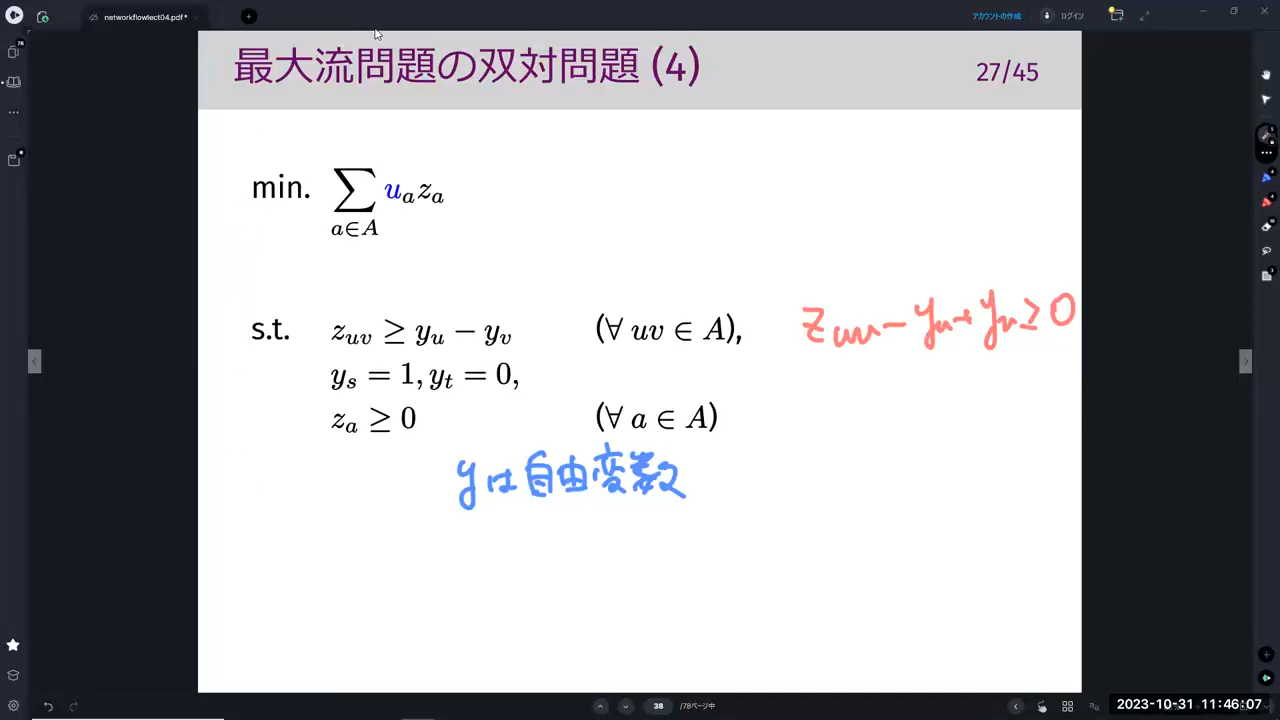 networkflowlect04.pdf*
アカウントの作成
ログイン
最大流問題の双対問題 (4)
27/45
min. ∑ u_a z_a
a∈A
s.t. z_{uv} ≥ y_u − y_v (∀ uv ∈ A),
z_{uv} − y_u + y_v ≥ 0
y_s = 1, y_t = 0,
z_a ≥ 0 (∀ a ∈ A)
yは自由変数
38 /78ページ中
2023-10-31 11:46:07